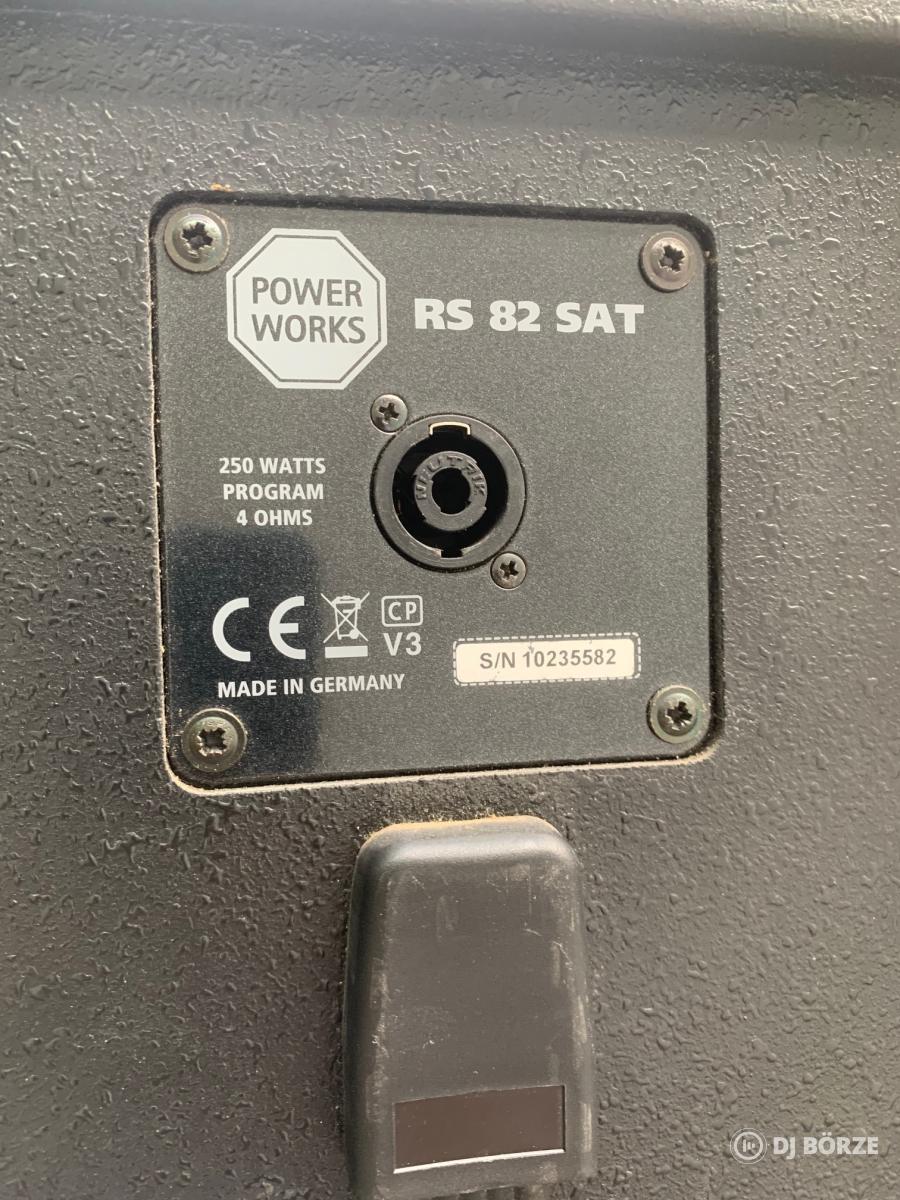 POWER
WORKS
RS 82 SAT
250 WATTS
PROGRAM
4 OHMS
NEUTRIK
CE
CP
V3
S/N 10235582
MADE IN GERMANY
DJ BÖRZE